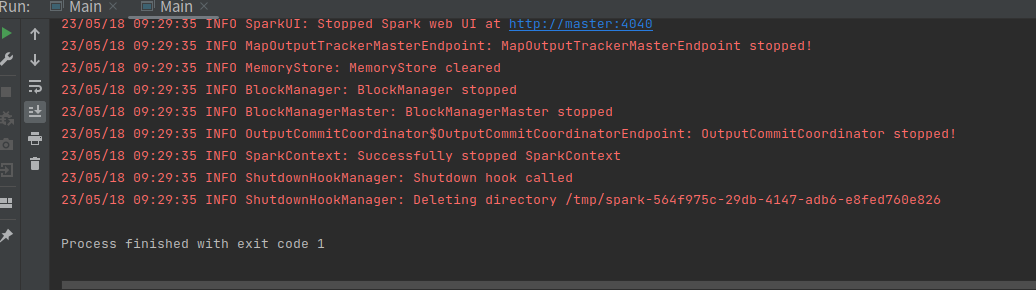 Run: Main × Main ×
23/05/18 09:29:35 INFO SparkUI: Stopped Spark web UI at http://master:4040
23/05/18 09:29:35 INFO MapOutputTrackerMasterEndpoint: MapOutputTrackerMasterEndpoint stopped!
23/05/18 09:29:35 INFO MemoryStore: MemoryStore cleared
23/05/18 09:29:35 INFO BlockManager: BlockManager stopped
23/05/18 09:29:35 INFO BlockManagerMaster: BlockManagerMaster stopped
23/05/18 09:29:35 INFO OutputCommitCoordinator$OutputCommitCoordinatorEndpoint: OutputCommitCoordinator stopped!
23/05/18 09:29:35 INFO SparkContext: Successfully stopped SparkContext
23/05/18 09:29:35 INFO ShutdownHookManager: Shutdown hook called
23/05/18 09:29:35 INFO ShutdownHookManager: Deleting directory /tmp/spark-564f975c-29db-4147-adb6-e8fed760e826
Process finished with exit code 1